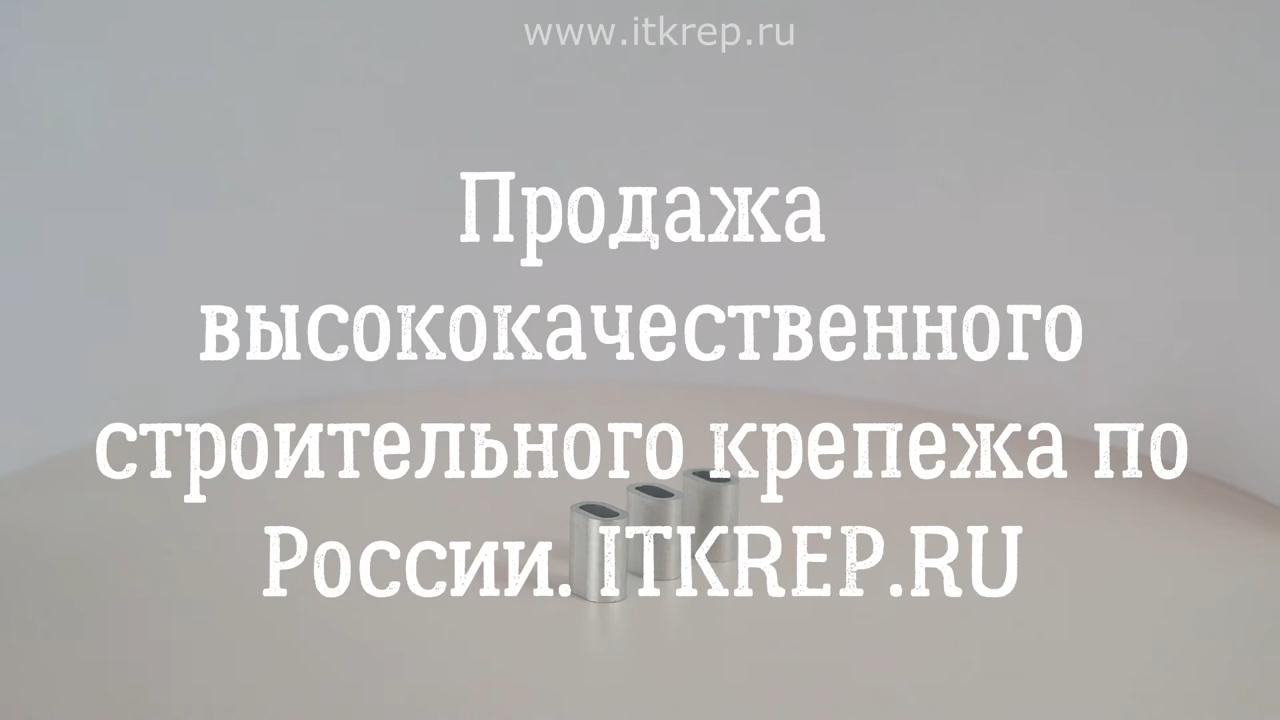 www.itkrep.ru
Продажа
высококачественного
строительного крепежа по
России. ITKREP.RU